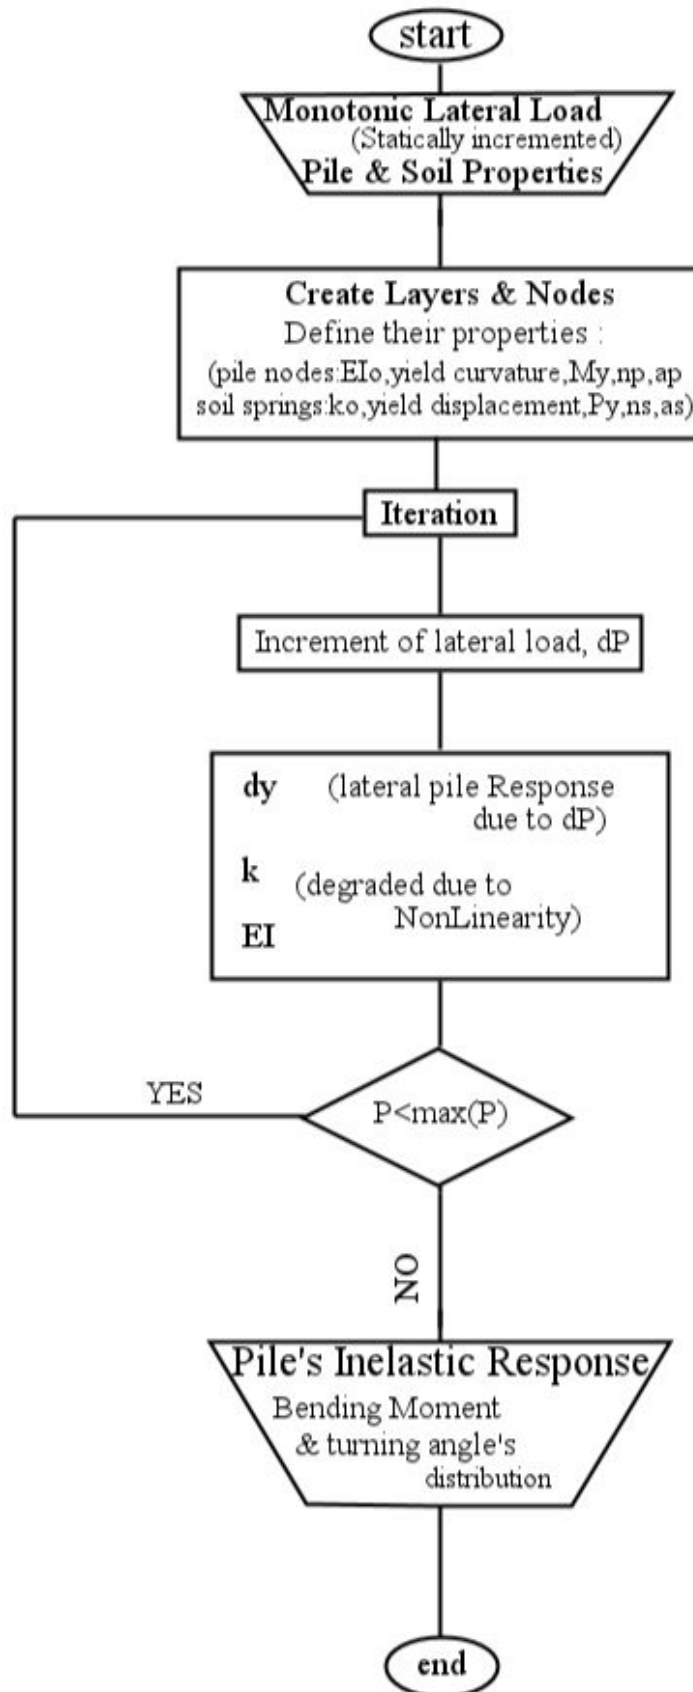 start
Monotonic Lateral Load
(Statically incremented)
Pile & Soil Properties
Create Layers & Nodes
Define their properties :
(pile nodes:EIo,yield curvature,My,np,ap
soil springs:ko,yield displacement,Py,ns,as)
Iteration
Increment of lateral load, dP
dy (lateral pile Response
due to dP)
k (degraded due to
NonLinearity)
EI
P<max(P)
YES
NO
Pile's Inelastic Response
Bending Moment
& turning angle's
distribution
end